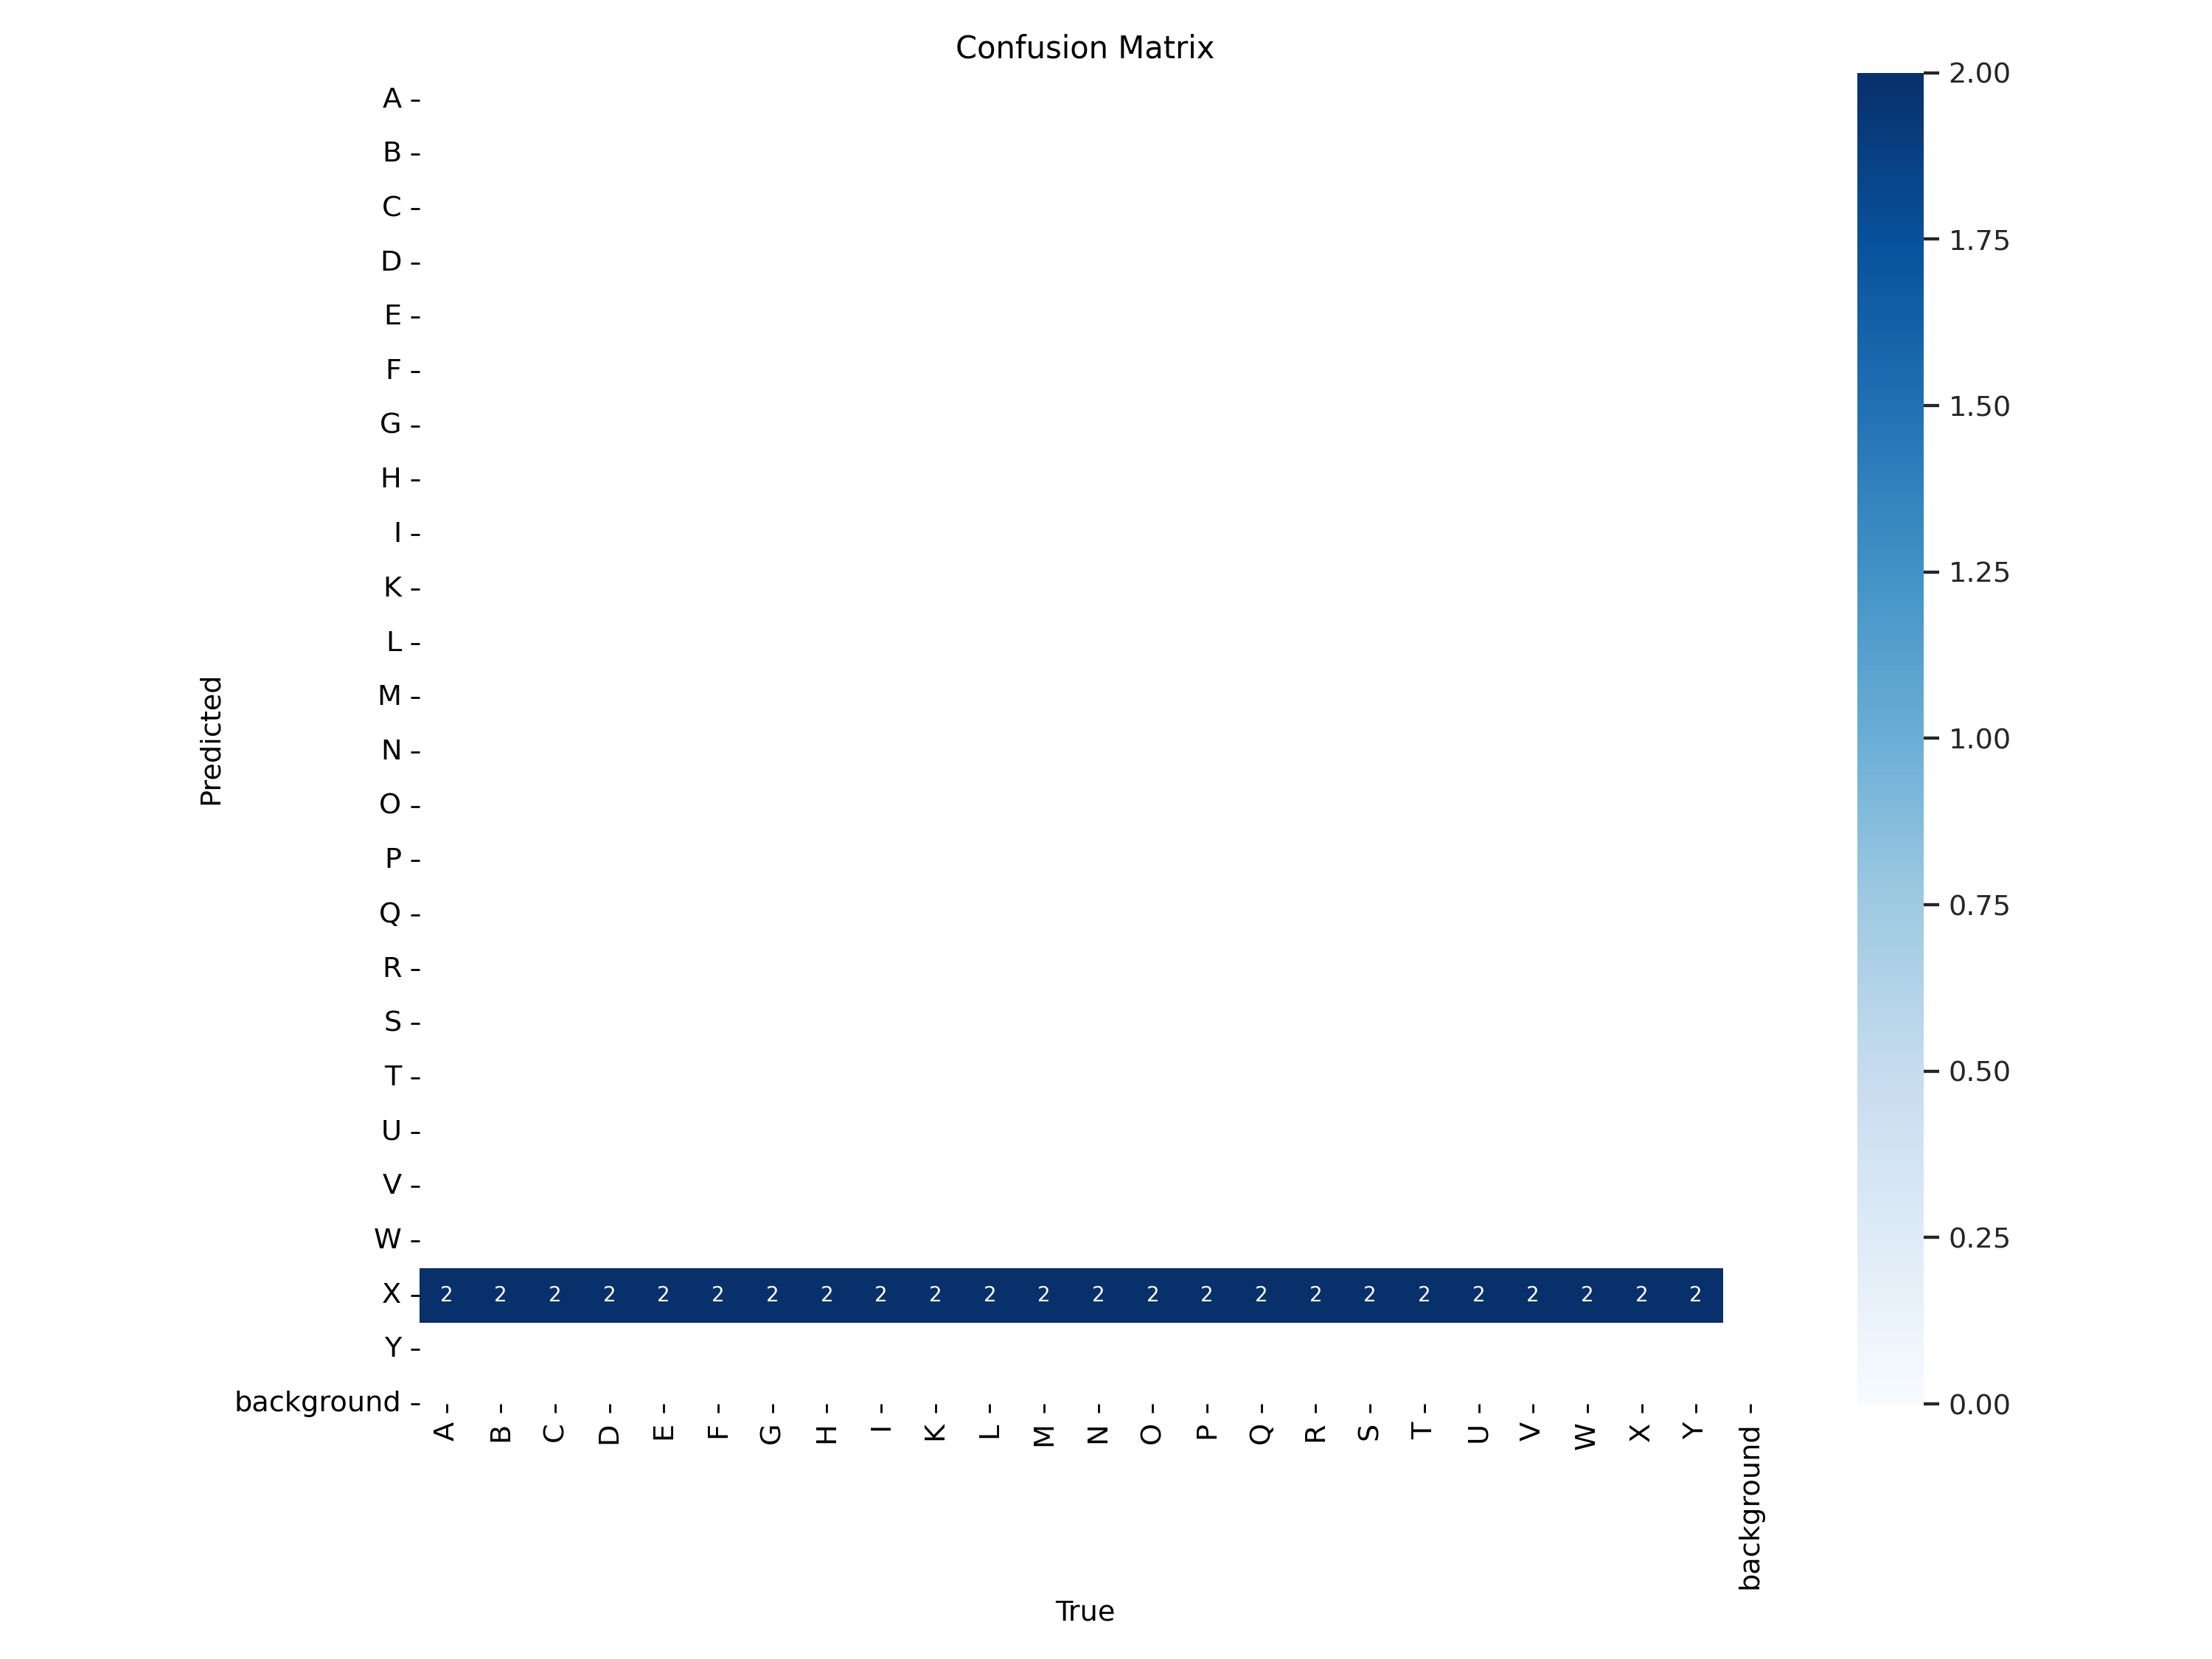 Confusion Matrix
A
B
C
D
E
F
G
H
I
K
L
M
N
O
P
Q
R
S
T
U
V
W
X 2 2 2 2 2 2 2 2 2 2 2 2 2 2 2 2 2 2 2 2 2 2 2 2
Y
background
Predicted
A B C D E F G H I K L M N O P Q R S T U V W X Y background
True
2.00
1.75
1.50
1.25
1.00
0.75
0.50
0.25
0.00